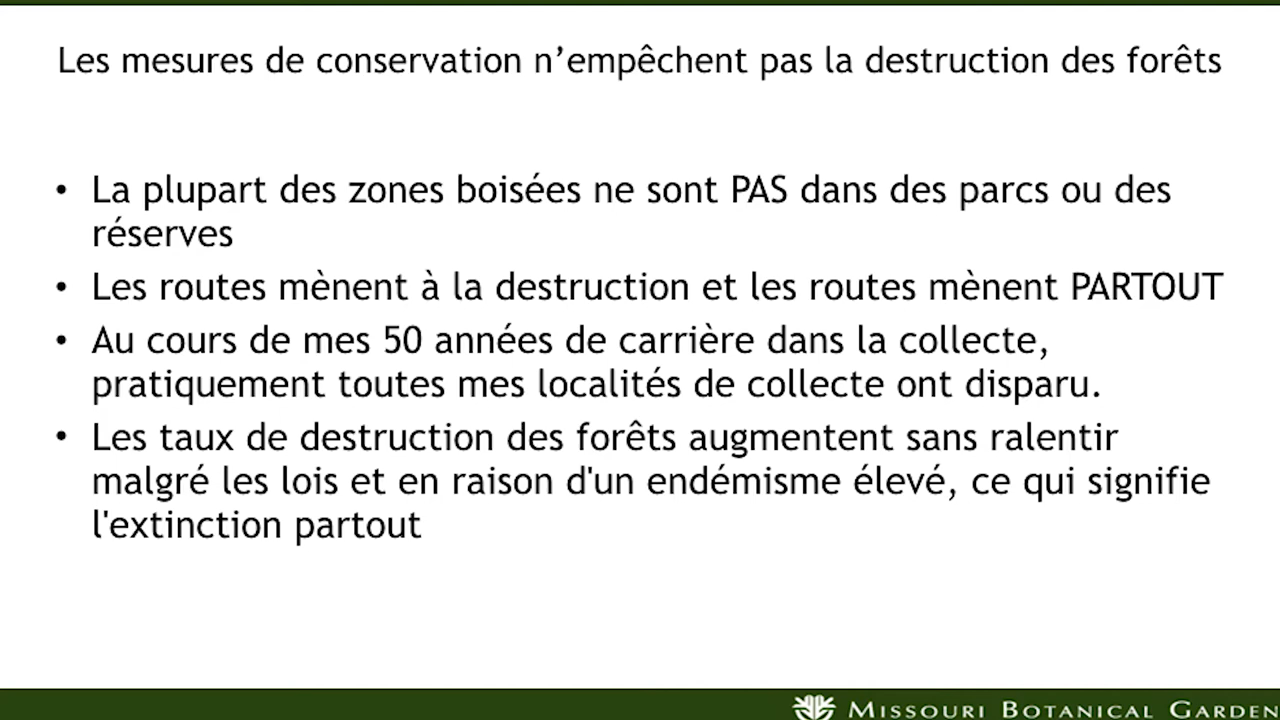 Les mesures de conservation n’empêchent pas la destruction des forêts
• La plupart des zones boisées ne sont PAS dans des parcs ou des
réserves
• Les routes mènent à la destruction et les routes mènent PARTOUT
• Au cours de mes 50 années de carrière dans la collecte,
pratiquement toutes mes localités de collecte ont disparu.
• Les taux de destruction des forêts augmentent sans ralentir
malgré les lois et en raison d'un endémisme élevé, ce qui signifie
l'extinction partout
MISSOURI BOTANICAL GARDEN